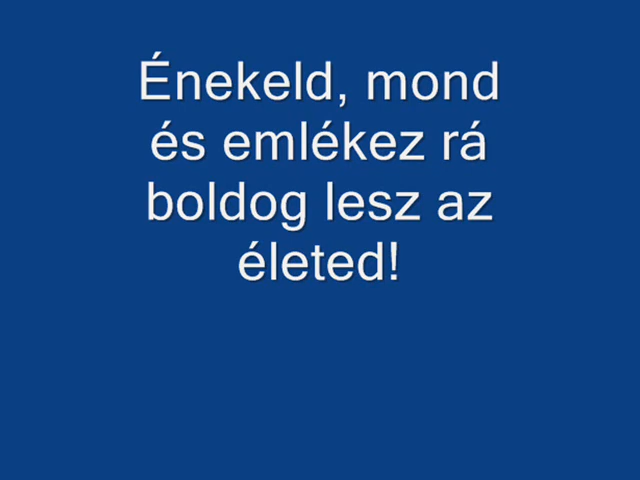 Énekeld, mond
és emlékez rá
boldog lesz az
életed!